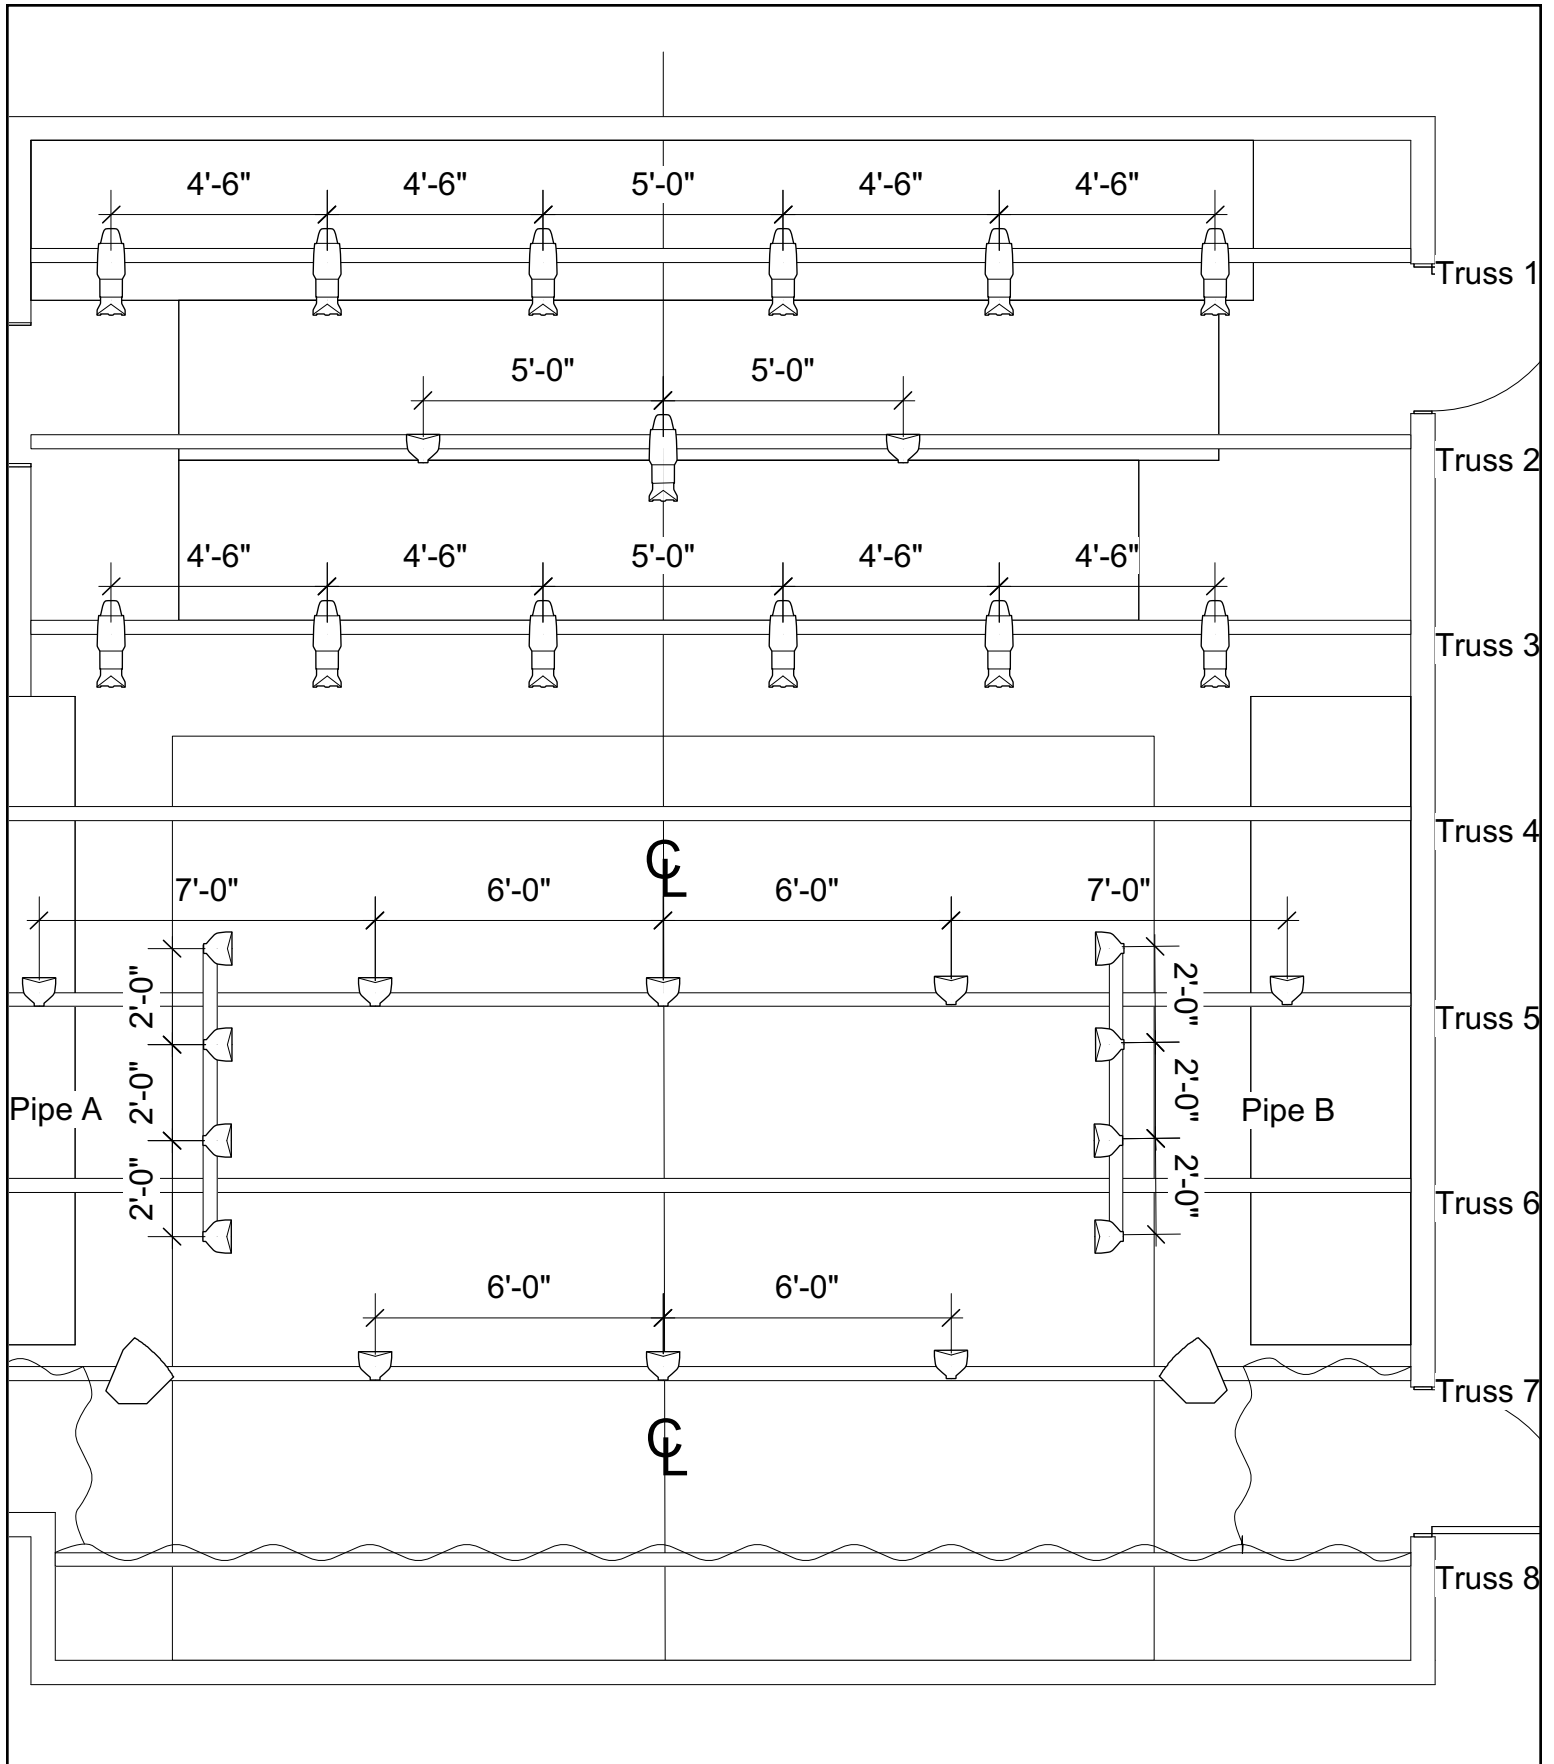 4'-6" 4'-6" 5'-0" 4'-6" 4'-6"
Truss 1
5'-0" 5'-0"
Truss 2
4'-6" 4'-6" 5'-0" 4'-6" 4'-6"
Truss 3
Truss 4
℄
7'-0" 6'-0" 6'-0" 7'-0"
2'-0" 2'-0"
Truss 5
2'-0" 2'-0"
Pipe A Pipe B
2'-0" 2'-0"
Truss 6
6'-0" 6'-0"
Truss 7
℄
Truss 8